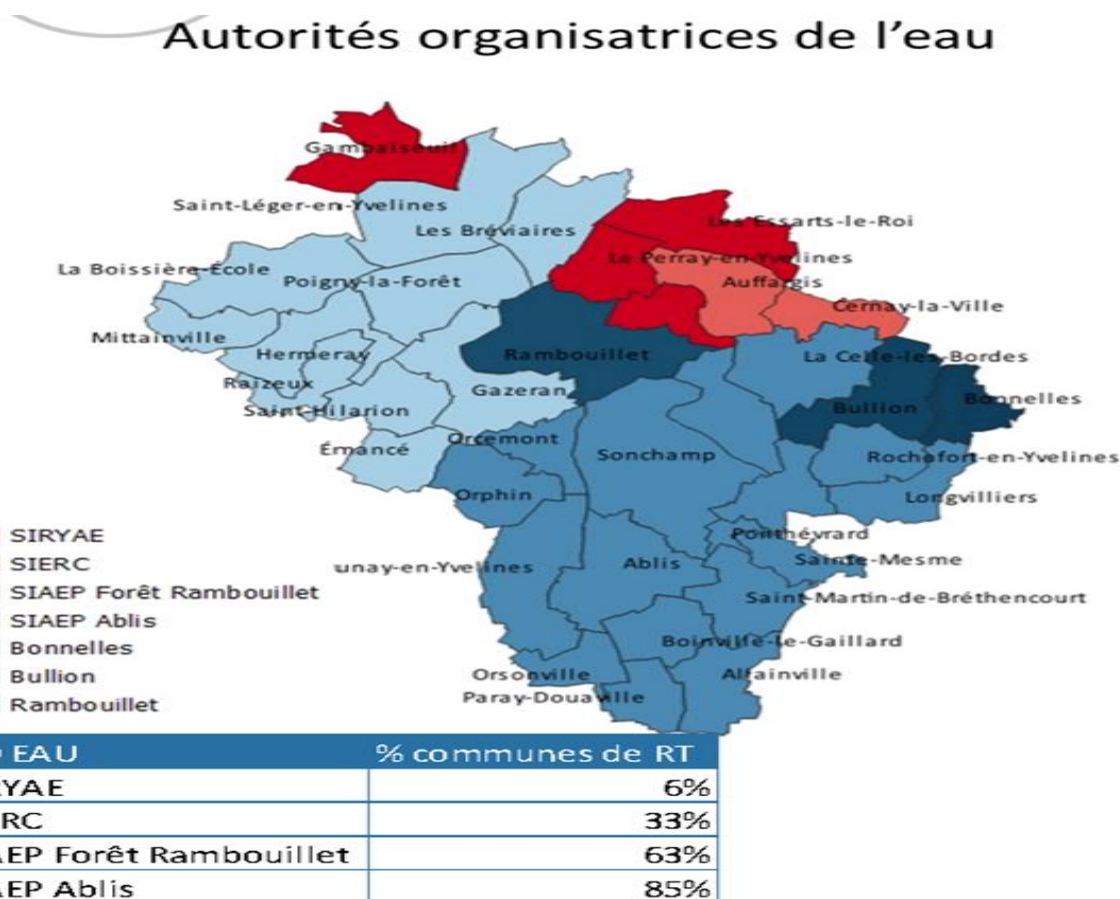 Autorités organisatrices de l’eau
Gambaiseuil
Saint-Léger-en-Yvelines
Les Essarts-le-Roi
Les Bréviaires
Le Perray-en-Yvelines
La Boissière-Ecole
Poigny-la-Forêt
Auffargis
Cernay-la-Ville
Mittainville
Hermeray
Rambouillet
La Celle-les-Bordes
Raizeux
Gazeran
Bonnelles
Saint-Hilarion
Bullion
Orcemont
Émancé
Sonchamp
Rochefort-en-Yvelines
Orphin
Longvilliers
Ponthévrard
unay-en-Yvelines
Ablis
Sainte-Mesme
Saint-Martin-de-Bréthencourt
Boinville-le-Gaillard
Orsonville
Allainville
Paray-Douaville
SIRYAE
SIERC
SIAEP Forêt Rambouillet
SIAEP Ablis
Bonnelles
Bullion
Rambouillet
EAU % communes de RT
YAE 6%
RC 33%
EP Forêt Rambouillet 63%
EP Ablis 85%